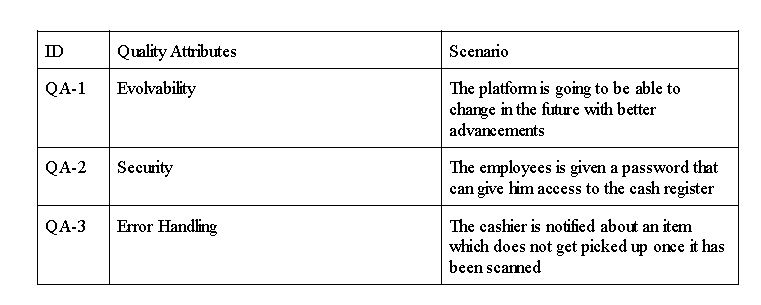 ID Quality Attributes Scenario
QA-1 Evolvability The platform is going to be able to
change in the future with better
advancements
QA-2 Security The employees is given a password that
can give him access to the cash register
QA-3 Error Handling The cashier is notified about an item
which does not get picked up once it has
been scanned